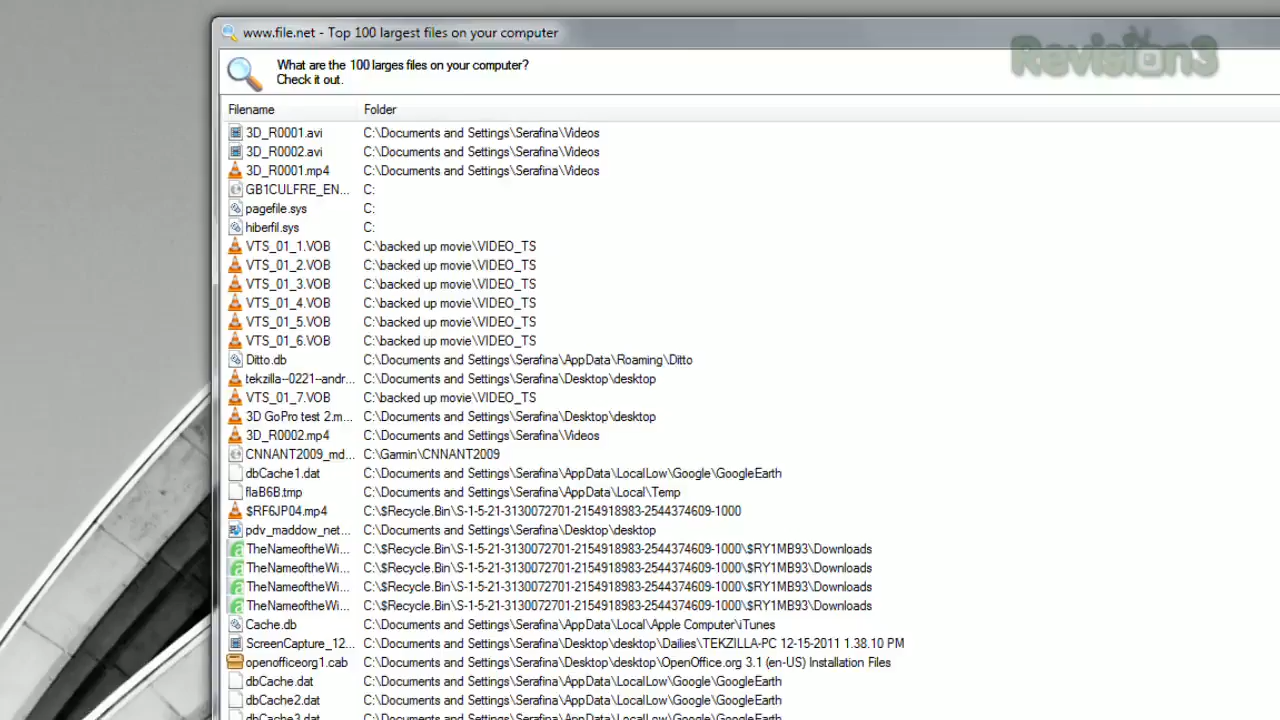 www.file.net - Top 100 largest files on your computer
Revision3
What are the 100 larges files on your computer?
Check it out.
Filename Folder
3D_R0001.avi C:\Documents and Settings\Serafina\Videos
3D_R0002.avi C:\Documents and Settings\Serafina\Videos
3D_R0001.mp4 C:\Documents and Settings\Serafina\Videos
GB1CULFRE_EN... C:
pagefile.sys C:
hiberfil.sys C:
VTS_01_1.VOB C:\backed up movie\VIDEO_TS
VTS_01_2.VOB C:\backed up movie\VIDEO_TS
VTS_01_3.VOB C:\backed up movie\VIDEO_TS
VTS_01_4.VOB C:\backed up movie\VIDEO_TS
VTS_01_5.VOB C:\backed up movie\VIDEO_TS
VTS_01_6.VOB C:\backed up movie\VIDEO_TS
Ditto.db C:\Documents and Settings\Serafina\AppData\Roaming\Ditto
tekzilla--0221--andr... C:\Documents and Settings\Serafina\Desktop\desktop
VTS_01_7.VOB C:\backed up movie\VIDEO_TS
3D GoPro test 2.m... C:\Documents and Settings\Serafina\Desktop\desktop
3D_R0002.mp4 C:\Documents and Settings\Serafina\Videos
CNNANT2009_md... C:\Garmin\CNNANT2009
dbCache1.dat C:\Documents and Settings\Serafina\AppData\LocalLow\Google\GoogleEarth
flaB6B.tmp C:\Documents and Settings\Serafina\AppData\Local\Temp
$RF6JP04.mp4 C:\$Recycle.Bin\S-1-5-21-3130072701-2154918983-2544374609-1000
pdv_maddow_net... C:\Documents and Settings\Serafina\Desktop\desktop
TheNameoftheWi... C:\$Recycle.Bin\S-1-5-21-3130072701-2154918983-2544374609-1000\$RY1MB93\Downloads
TheNameoftheWi... C:\$Recycle.Bin\S-1-5-21-3130072701-2154918983-2544374609-1000\$RY1MB93\Downloads
TheNameoftheWi... C:\$Recycle.Bin\S-1-5-21-3130072701-2154918983-2544374609-1000\$RY1MB93\Downloads
TheNameoftheWi... C:\$Recycle.Bin\S-1-5-21-3130072701-2154918983-2544374609-1000\$RY1MB93\Downloads
Cache.db C:\Documents and Settings\Serafina\AppData\Local\Apple Computer\iTunes
ScreenCapture_12... C:\Documents and Settings\Serafina\Desktop\desktop\Dailies\TEKZILLA-PC 12-15-2011 1.38.10 PM
openofficeorg1.cab C:\Documents and Settings\Serafina\Desktop\desktop\OpenOffice.org 3.1 (en-US) Installation Files
dbCache.dat C:\Documents and Settings\Serafina\AppData\LocalLow\Google\GoogleEarth
dbCache2.dat C:\Documents and Settings\Serafina\AppData\LocalLow\Google\GoogleEarth
dbCache3.dat C:\Documents and Settings\Serafina\AppData\LocalLow\Google\GoogleEarth